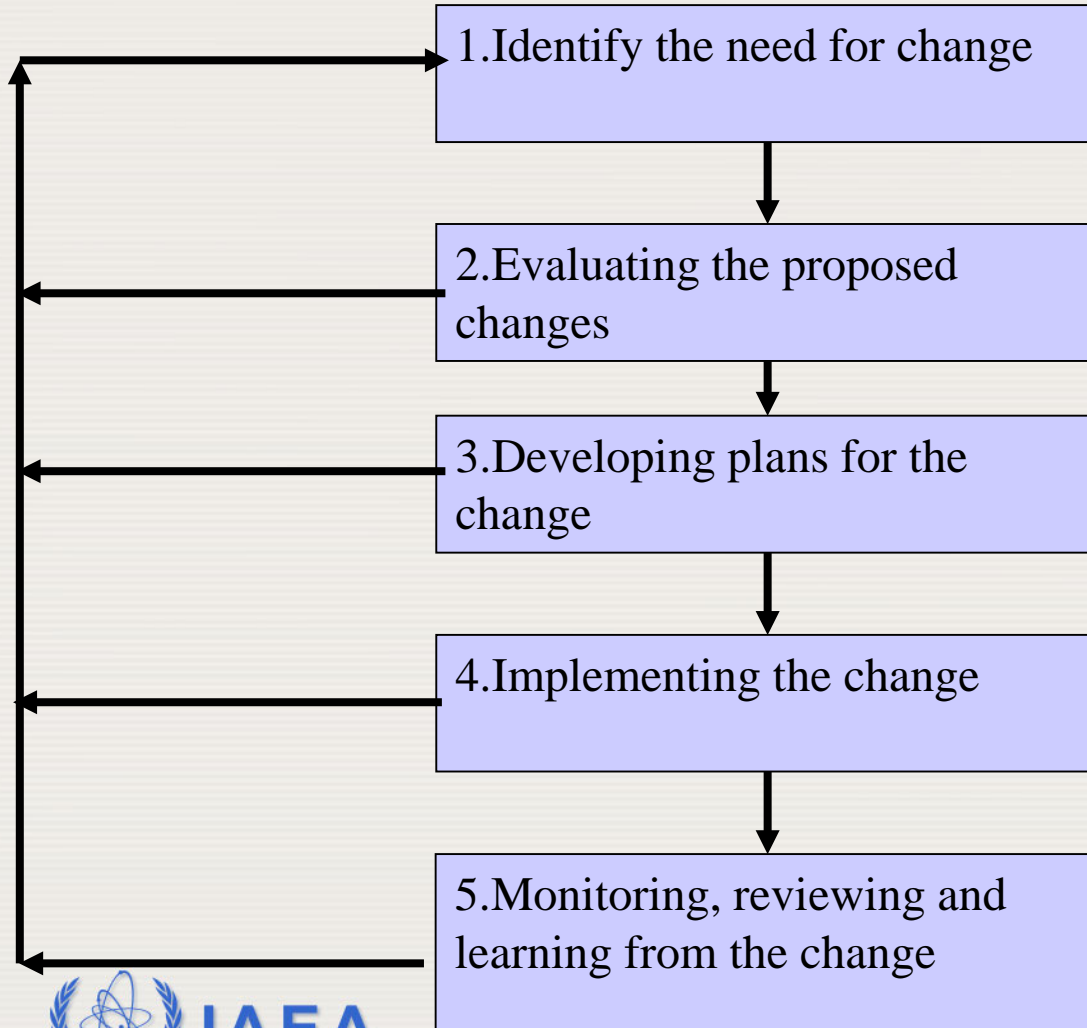 1.Identify the need for change
2.Evaluating the proposed
changes
3.Developing plans for the
change
4.Implementing the change
5.Monitoring, reviewing and
learning from the change
IAEA